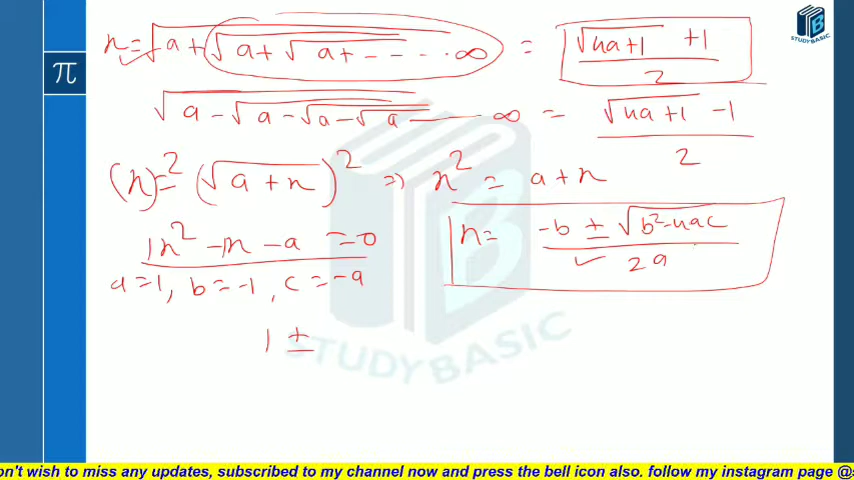 π
STUDYBASIC
x = √a + √a + √a + - - - - ∞ = √4a+1 +1 / 2
√a - √a - √a - √a ——— ∞ = √4a+1 -1 / 2
(x)² = (√a + x)² => x² = a + x
1x² - 1x - a = 0
x = -b ± √b²-4ac / 2a
a = 1, b = -1, c = -a
1 ±
STUDYBASIC
on't wish to miss any updates, subscribed to my channel now and press the bell icon also. follow my instagram page @